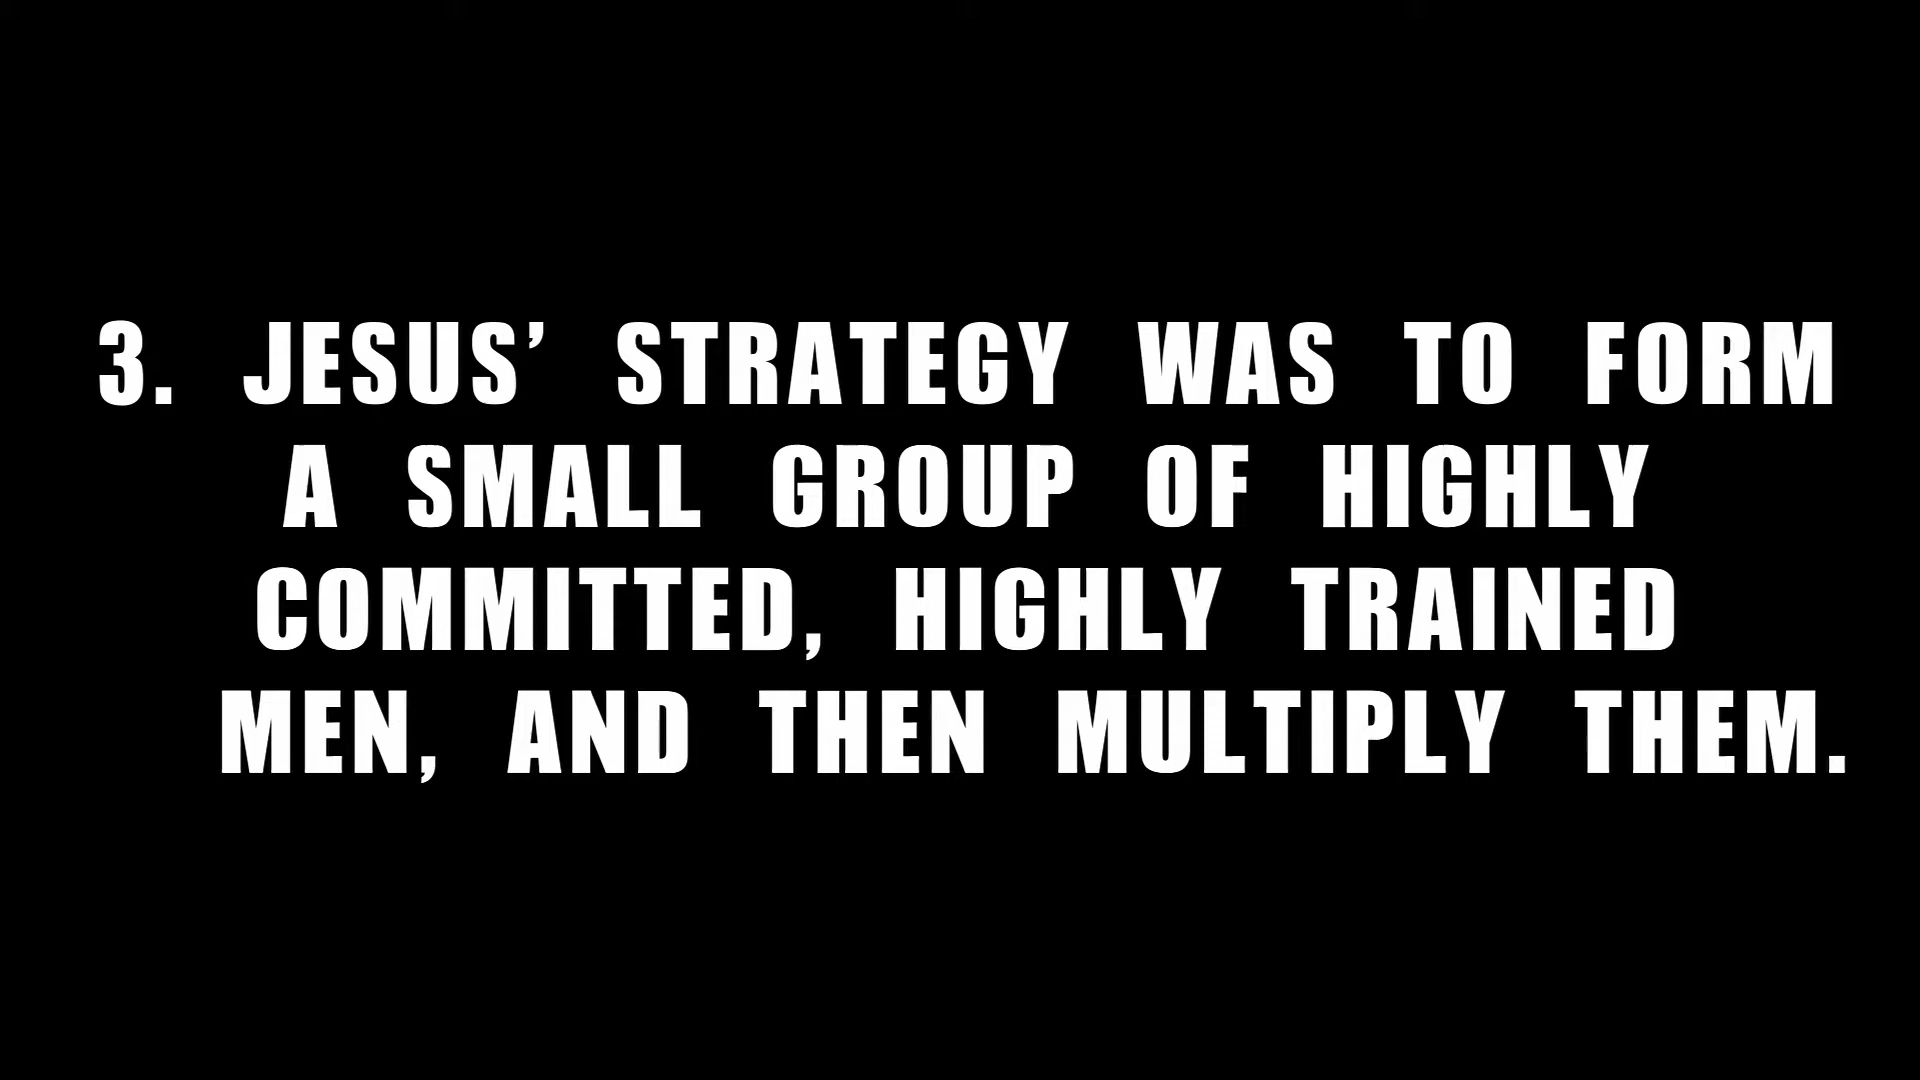 3. JESUS’ STRATEGY WAS TO FORM
A SMALL GROUP OF HIGHLY
COMMITTED, HIGHLY TRAINED
MEN, AND THEN MULTIPLY THEM.